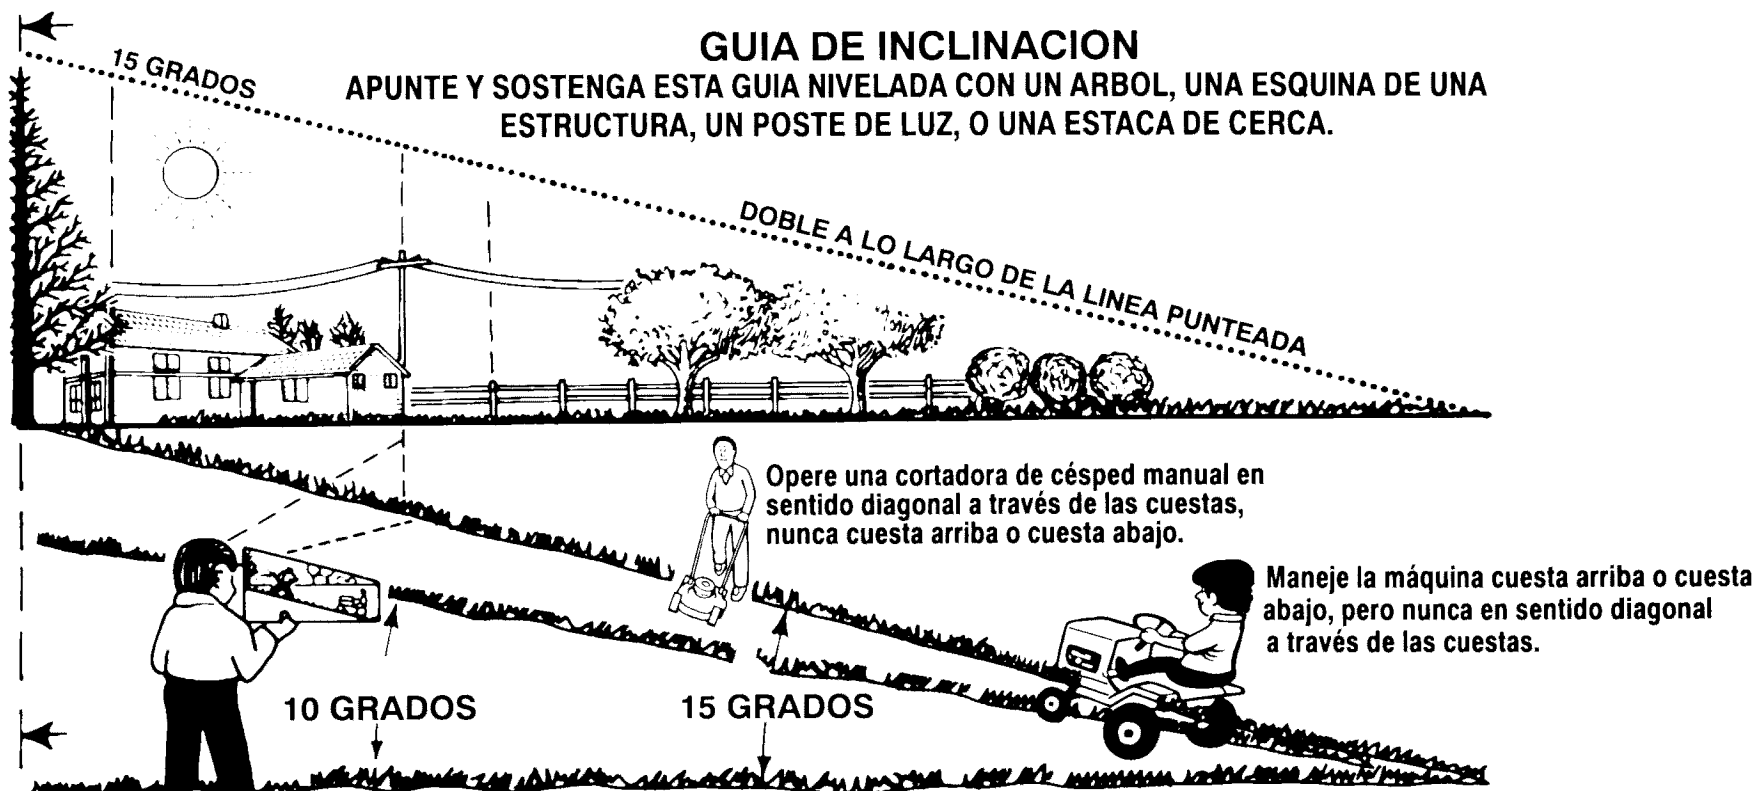 GUIA DE INCLINACION
15 GRADOS
APUNTE Y SOSTENGA ESTA GUIA NIVELADA CON UN ARBOL, UNA ESQUINA DE UNA
ESTRUCTURA, UN POSTE DE LUZ, O UNA ESTACA DE CERCA.
DOBLE A LO LARGO DE LA LINEA PUNTEADA
Opere una cortadora de césped manual en
sentido diagonal a través de las cuestas,
nunca cuesta arriba o cuesta abajo.
Maneje la máquina cuesta arriba o cuesta
abajo, pero nunca en sentido diagonal
a través de las cuestas.
10 GRADOS
15 GRADOS